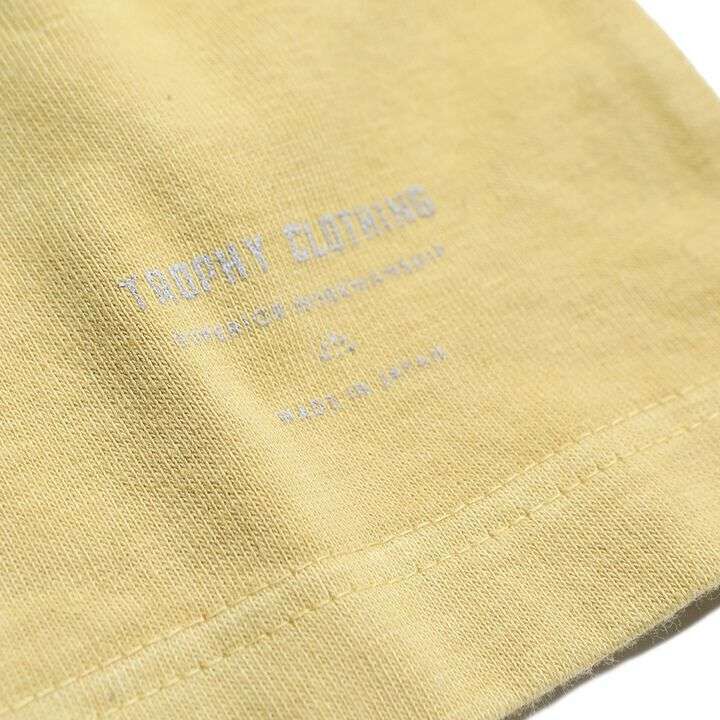 TROPHY CLOTHING
SUPERIOR WORKMANSHIP
MADE IN JAPAN